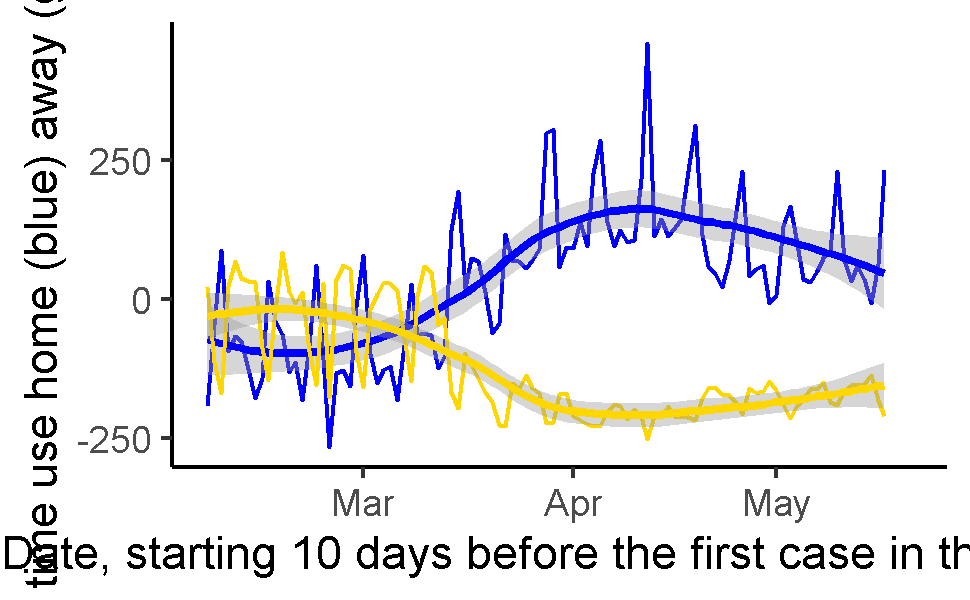 time use home (blue) away (
250
0
-250
Mar Apr May
Date, starting 10 days before the first case in th